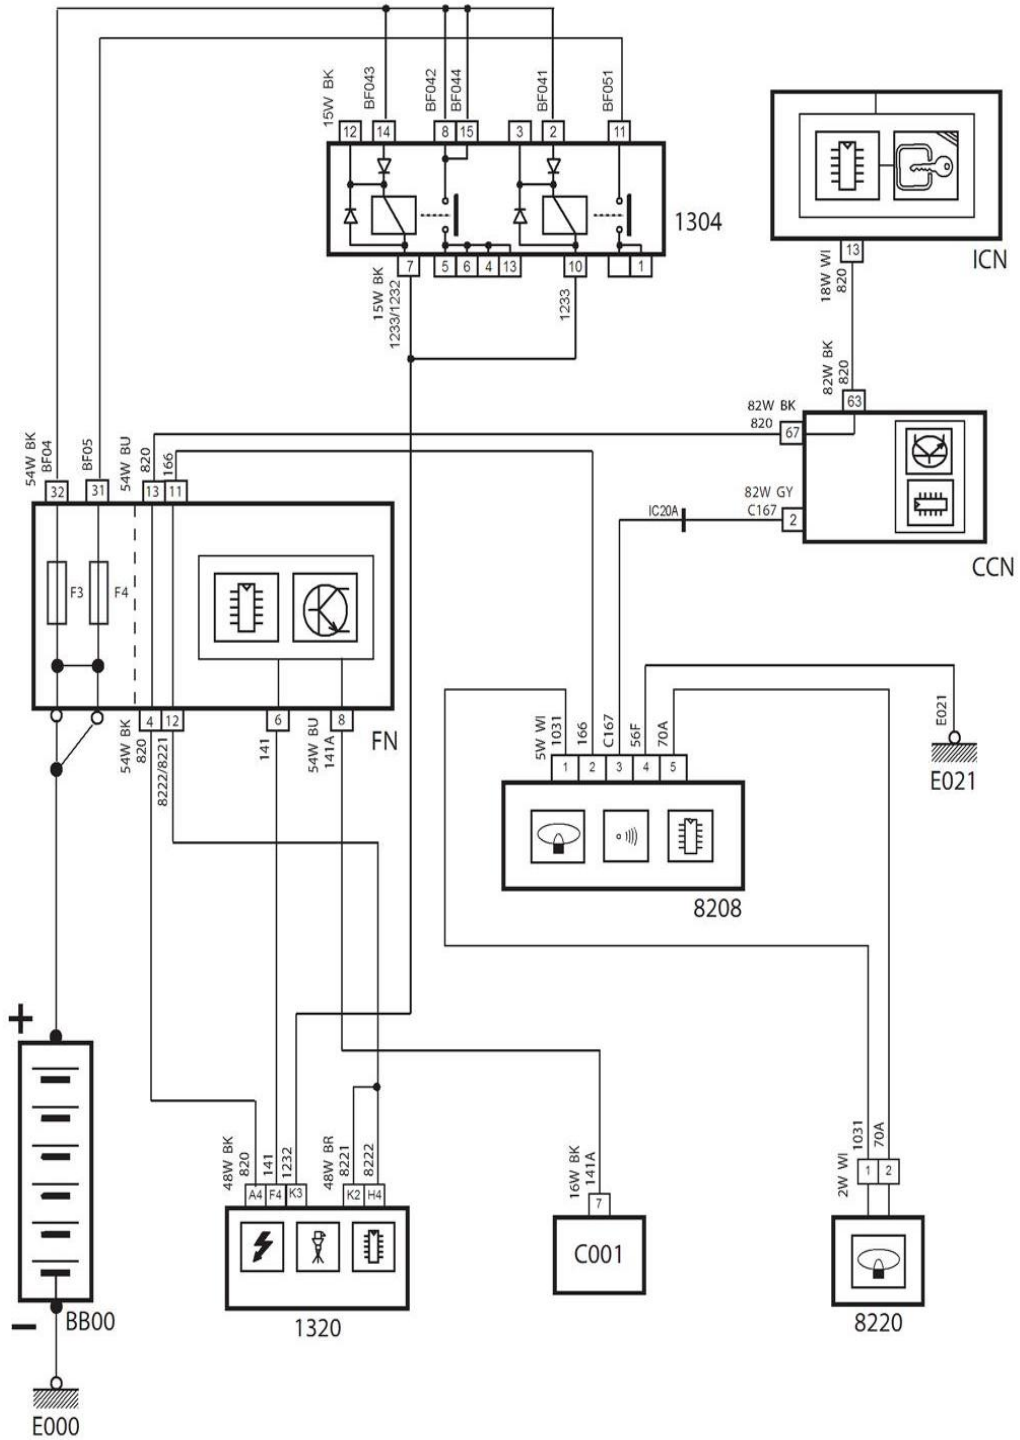 15W BK
BF043
BF042
BF044
BF041
BF051
12
14
8
15
3
2
11
1304
7
5
6
4
13
10
1
15W BK
1233/1232
1233
ICN
13
18W WI
820
82W BK
820
63
82W BK
820
67
82W GY
C167
2
IC20A
CCN
54W BK
BF04
BF05
54W BU
820
166
32
31
13
11
F3
F4
4
12
6
8
FN
54W BK
820
8222/8221
141
54W BU
141A
5W WI
1031
166
C167
56F
70A
1
2
3
4
5
8208
E021
E021
+
−
BB00
E000
48W BK
820
141
1232
48W BR
8221
8222
A4
F4
K3
K2
H4
1320
16W BK
141A
7
C001
2W WI
1031
70A
1
2
8220